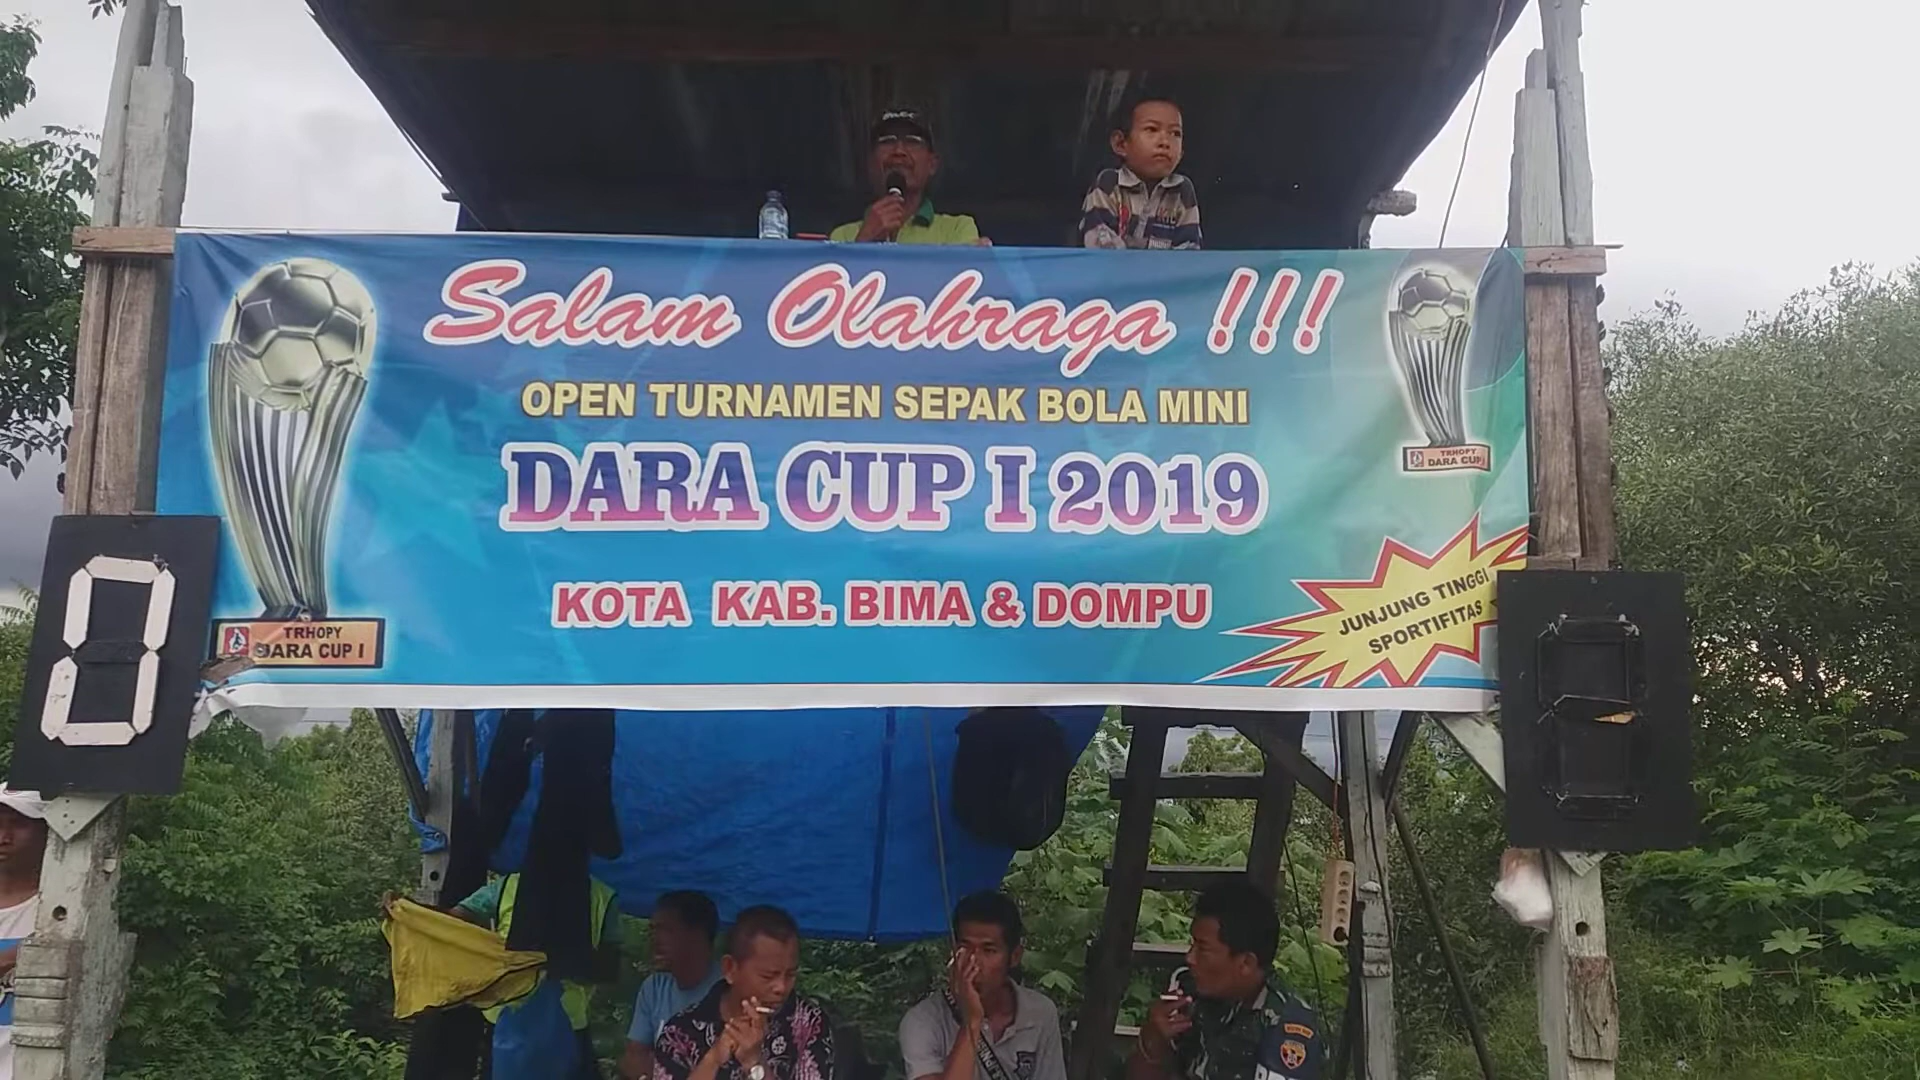 Salam Olahraga !!!
OPEN TURNAMEN SEPAK BOLA MINI
DARA CUP I 2019
KOTA KAB. BIMA & DOMPU
JUNJUNG TINGGI
SPORTIFITAS
TRHOPY
DARA CUP I
TRHOPY
DARA CUP I
0